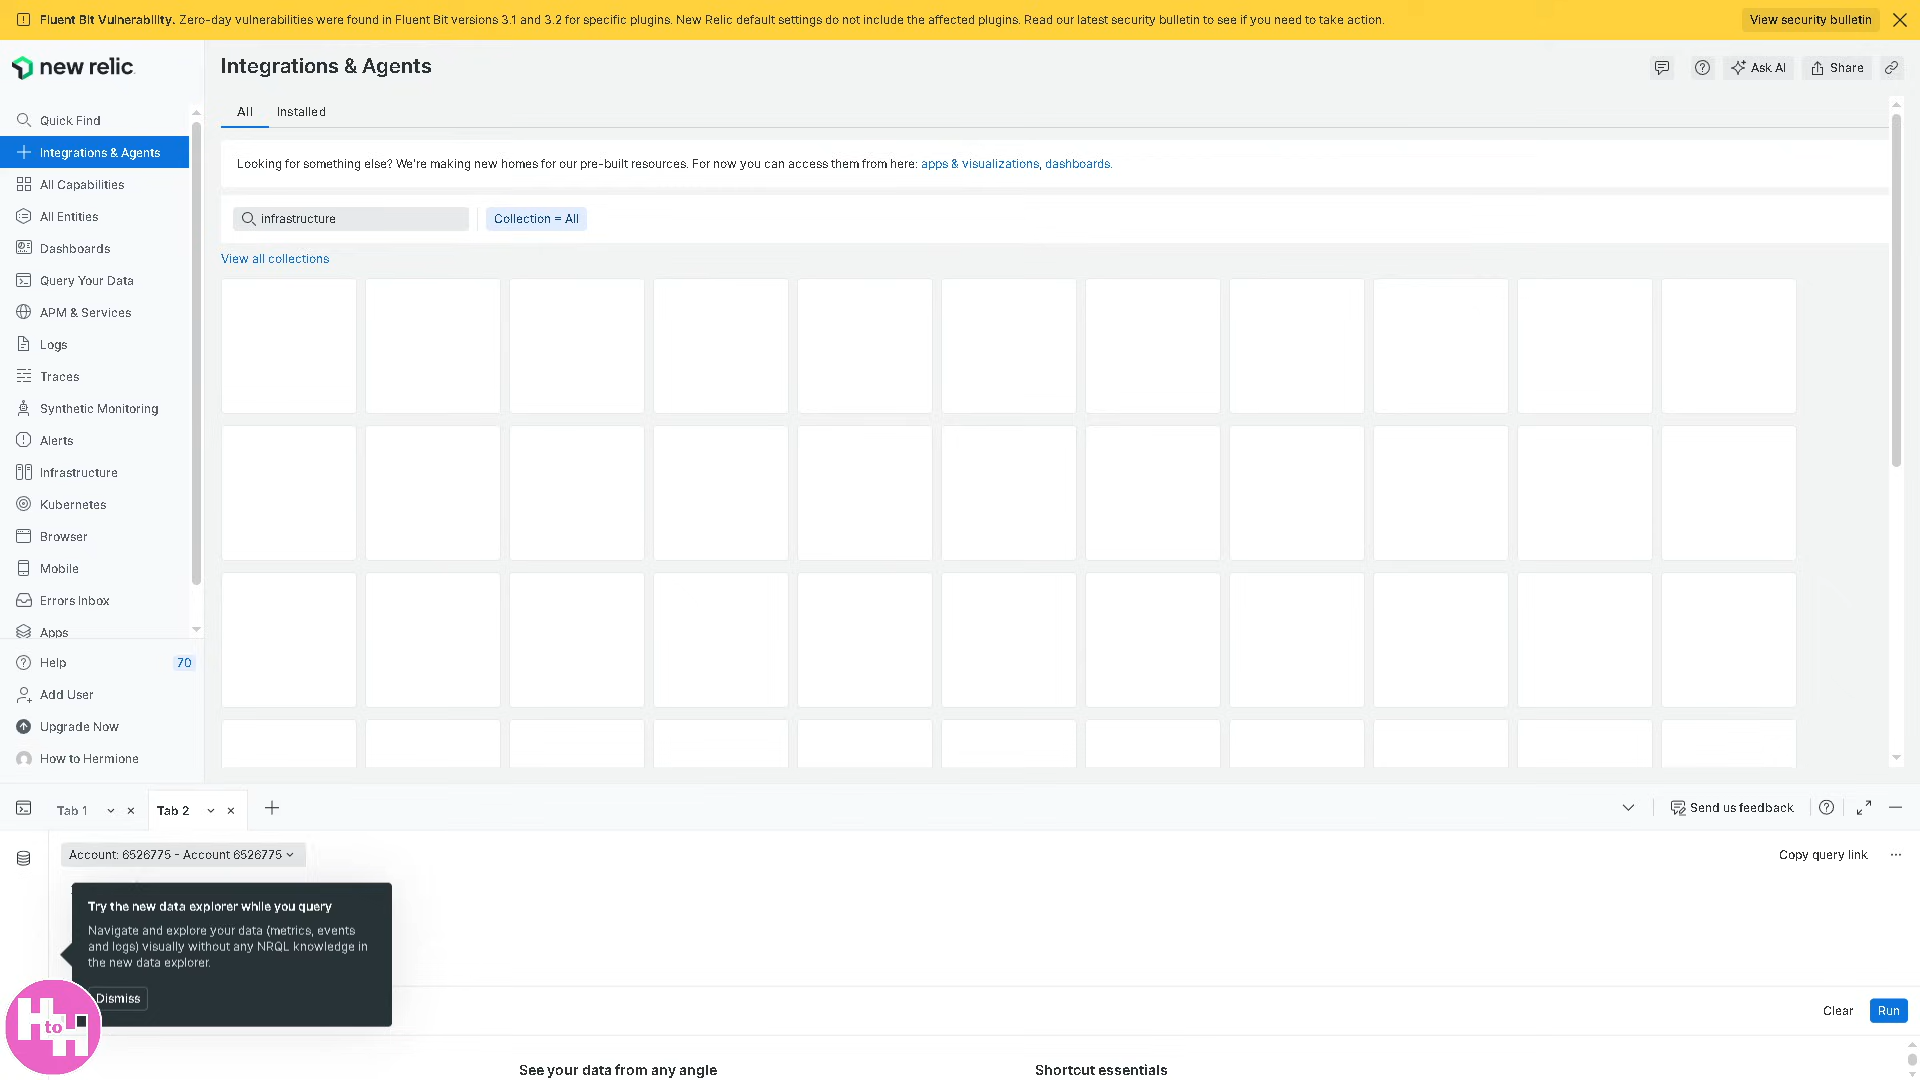 Fluent Bit Vulnerability. Zero-day vulnerabilities were found in Fluent Bit versions 3.1 and 3.2 for specific plugins. New Relic default settings do not include the affected plugins. Read our latest security bulletin to see if you need to take action.
View security bulletin
new relic
Integrations & Agents
Ask AI
Share
All
Installed
Quick Find
Integrations & Agents
All Capabilities
All Entities
Dashboards
Query Your Data
APM & Services
Logs
Traces
Synthetic Monitoring
Alerts
Infrastructure
Kubernetes
Browser
Mobile
Errors Inbox
Apps
Help
70
Add User
Upgrade Now
How to Hermione
Looking for something else? We're making new homes for our pre-built resources. For now you can access them from here: apps & visualizations, dashboards.
infrastructure
Collection = All
View all collections
Tab 1
Tab 2
Send us feedback
Account: 6526775 - Account 6526775
Copy query link
Try the new data explorer while you query
Navigate and explore your data (metrics, events
and logs) visually without any NRQL knowledge in
the new data explorer.
Dismiss
H to H
Clear
Run
See your data from any angle
Shortcut essentials